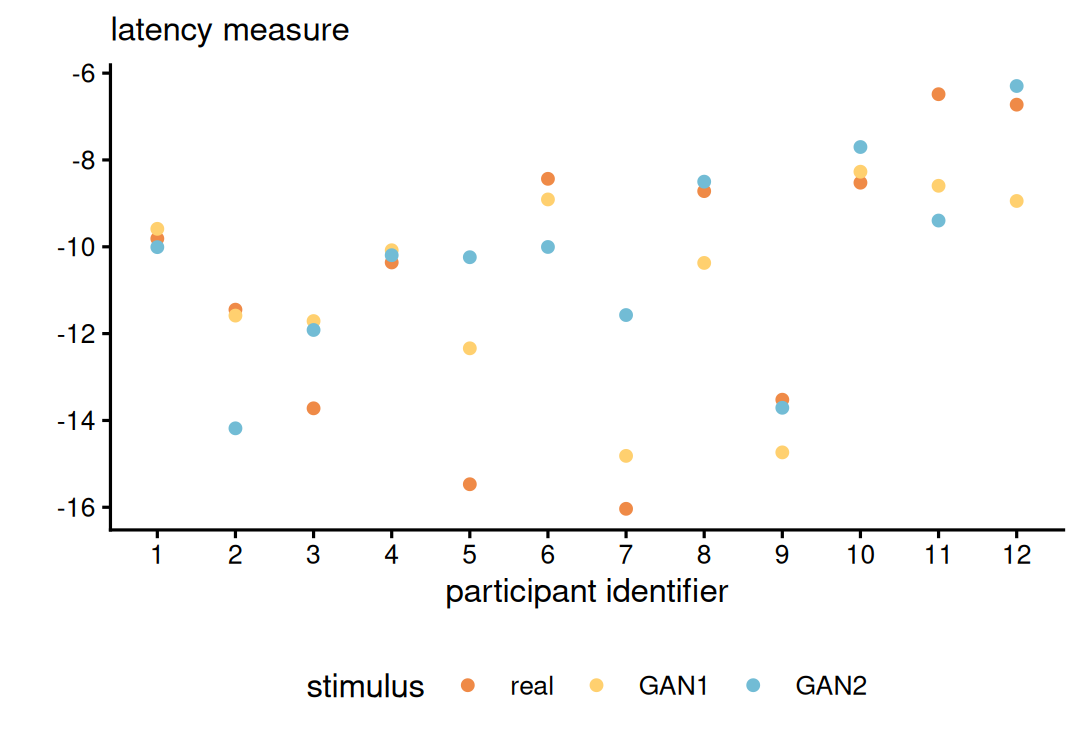 latency measure
-6
-8
-10
-12
-14
-16
1 2 3 4 5 6 7 8 9 10 11 12
participant identifier
stimulus real GAN1 GAN2